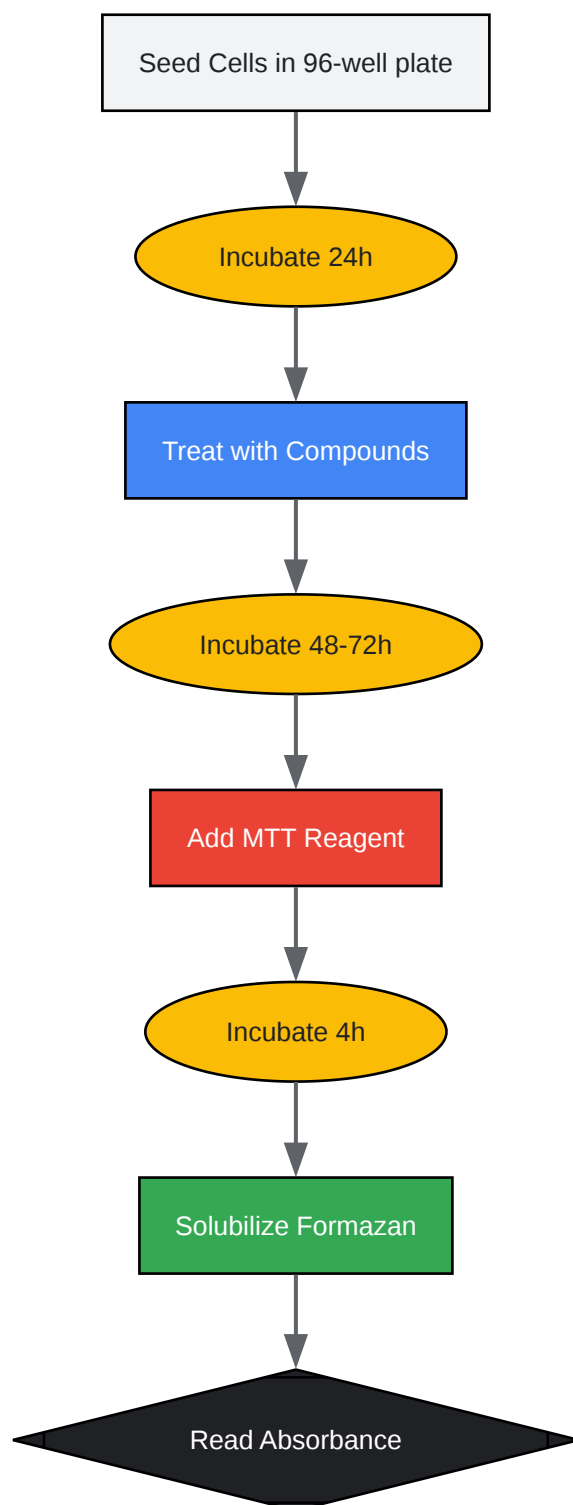 Seed Cells in 96-well plate
Incubate 24h
Treat with Compounds
Incubate 48-72h
Add MTT Reagent
Incubate 4h
Solubilize Formazan
Read Absorbance